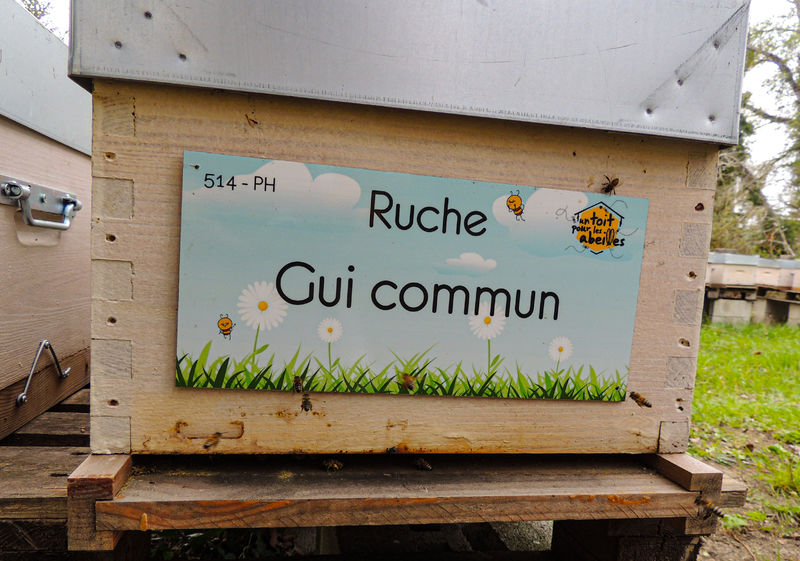 514 - PH
Ruche
un toit
pour les
abeilles
Gui commun